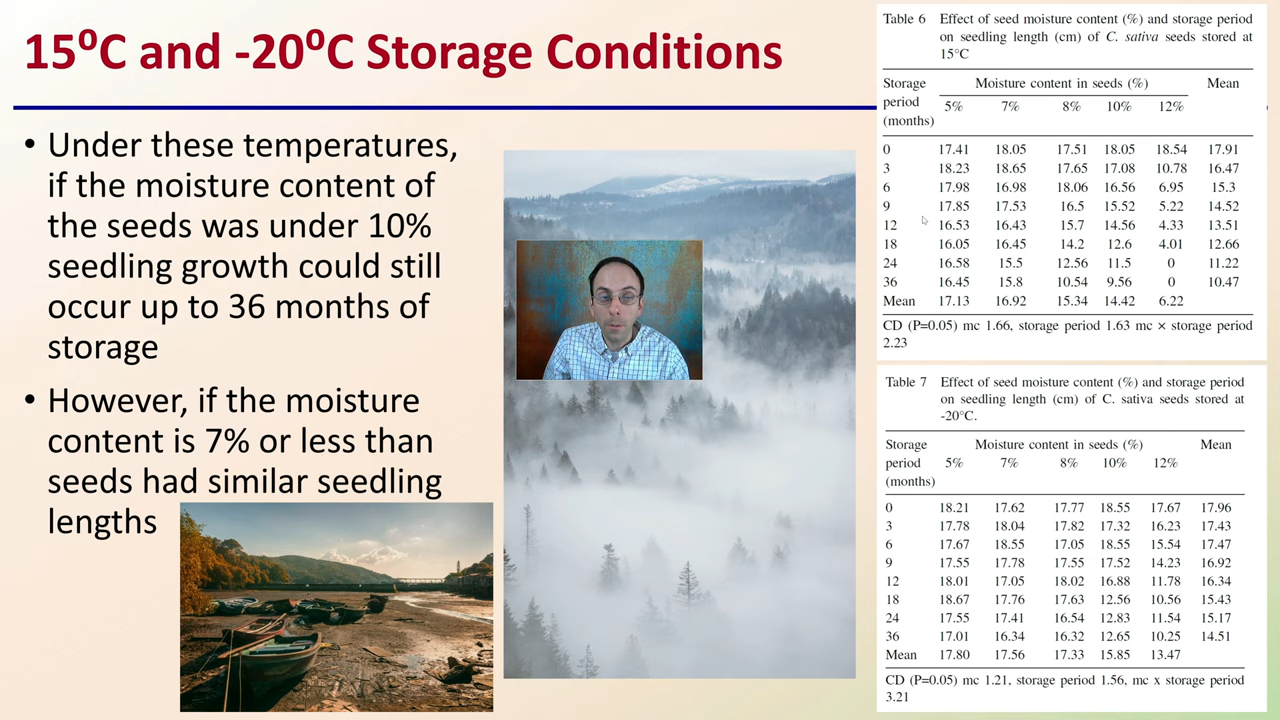 15⁰C and -20⁰C Storage Conditions
• Under these temperatures,
if the moisture content of
the seeds was under 10%
seedling growth could still
occur up to 36 months of
storage
• However, if the moisture
content is 7% or less than
seeds had similar seedling
lengths
Table 6 Effect of seed moisture content (%) and storage period
on seedling length (cm) of C. sativa seeds stored at
15°C
Storage Moisture content in seeds (%) Mean
period 5% 7% 8% 10% 12%
(months)
0 17.41 18.05 17.51 18.05 18.54 17.91
3 18.23 18.65 17.65 17.08 10.78 16.47
6 17.98 16.98 18.06 16.56 6.95 15.3
9 17.85 17.53 16.5 15.52 5.22 14.52
12 16.53 16.43 15.7 14.56 4.33 13.51
18 16.05 16.45 14.2 12.6 4.01 12.66
24 16.58 15.5 12.56 11.5 0 11.22
36 16.45 15.8 10.54 9.56 0 10.47
Mean 17.13 16.92 15.34 14.42 6.22
CD (P=0.05) mc 1.66, storage period 1.63 mc × storage period
2.23
Table 7 Effect of seed moisture content (%) and storage period
on seedling length (cm) of C. sativa seeds stored at
-20°C.
Storage Moisture content in seeds (%) Mean
period 5% 7% 8% 10% 12%
(months)
0 18.21 17.62 17.77 18.55 17.67 17.96
3 17.78 18.04 17.82 17.32 16.23 17.43
6 17.67 18.55 17.05 18.55 15.54 17.47
9 17.55 17.78 17.55 17.52 14.23 16.92
12 18.01 17.05 18.02 16.88 11.78 16.34
18 18.67 17.76 17.63 12.56 10.56 15.43
24 17.55 17.41 16.54 12.83 11.54 15.17
36 17.01 16.34 16.32 12.65 10.25 14.51
Mean 17.80 17.56 17.33 15.85 13.47
CD (P=0.05) mc 1.21, storage period 1.56, mc x storage period
3.21